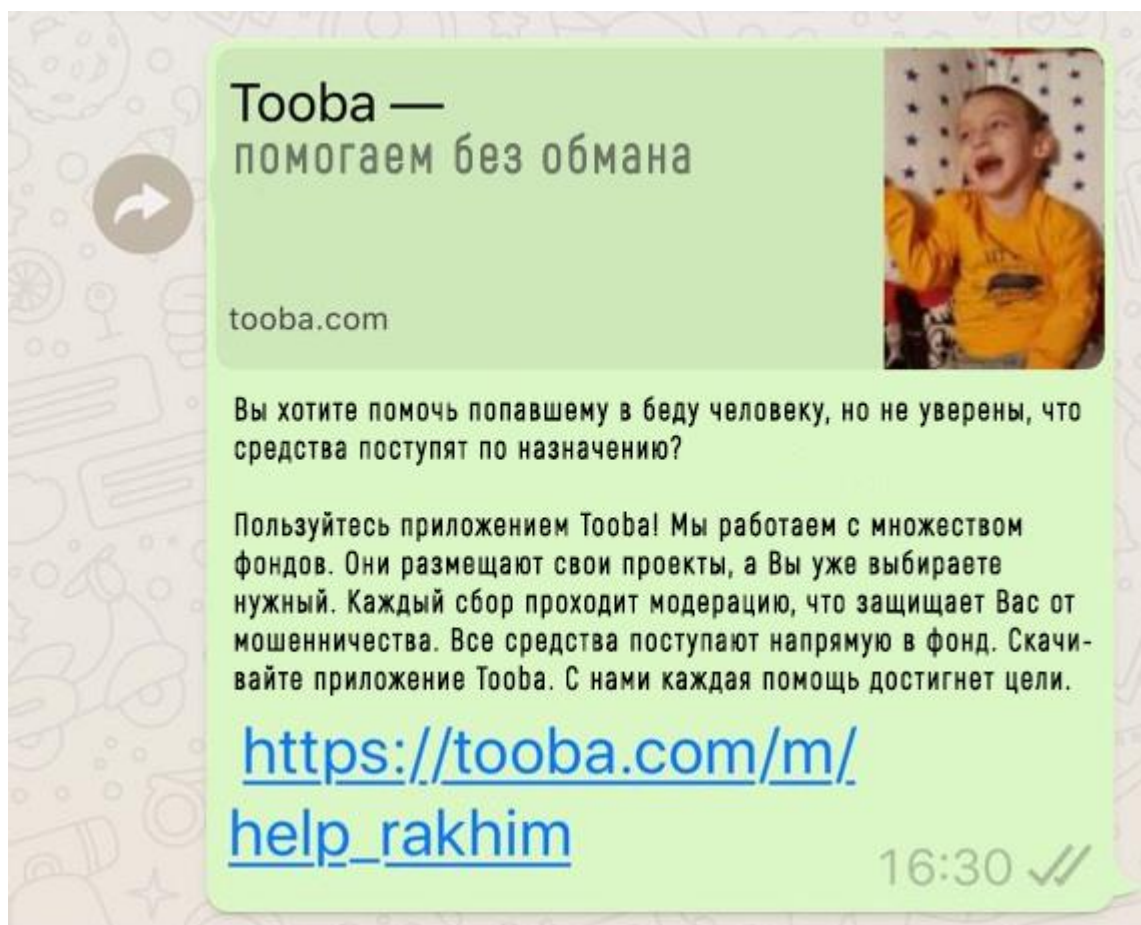 Tooba —
помогаем без обмана
tooba.com
Вы хотите помочь попавшему в беду человеку, но не уверены, что
средства поступят по назначению?
Пользуйтесь приложением Tooba! Мы работаем с множеством
фондов. Они размещают свои проекты, а Вы уже выбираете
нужный. Каждый сбор проходит модерацию, что защищает Вас от
мошенничества. Все средства поступают напрямую в фонд. Скачи-
вайте приложение Tooba. С нами каждая помощь достигнет цели.
https://tooba.com/m/
help_rakhim
16:30